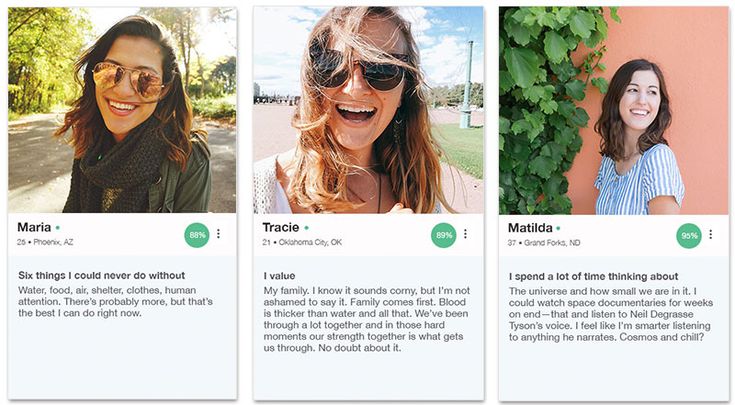 Maria
25 • Phoenix, AZ
88%
Six things I could never do without
Water, food, air, shelter, clothes, human
attention. There's probably more, but that's
the best I can do right now.
Tracie
21 • Oklahoma City, OK
89%
I value
My family. I know it sounds corny, but I'm not
ashamed to say it. Family comes first. Blood
is thicker than water and all that. We've been
through a lot together and in those hard
moments our strength together is what gets
us through. No doubt about it.
Matilda
37 • Grand Forks, ND
95%
I spend a lot of time thinking about
The universe and how small we are in it. I
could watch space documentaries for weeks
on end—that and listen to Neil Degrasse
Tyson's voice. I feel like I'm smarter listening
to anything he narrates. Cosmos and chill?